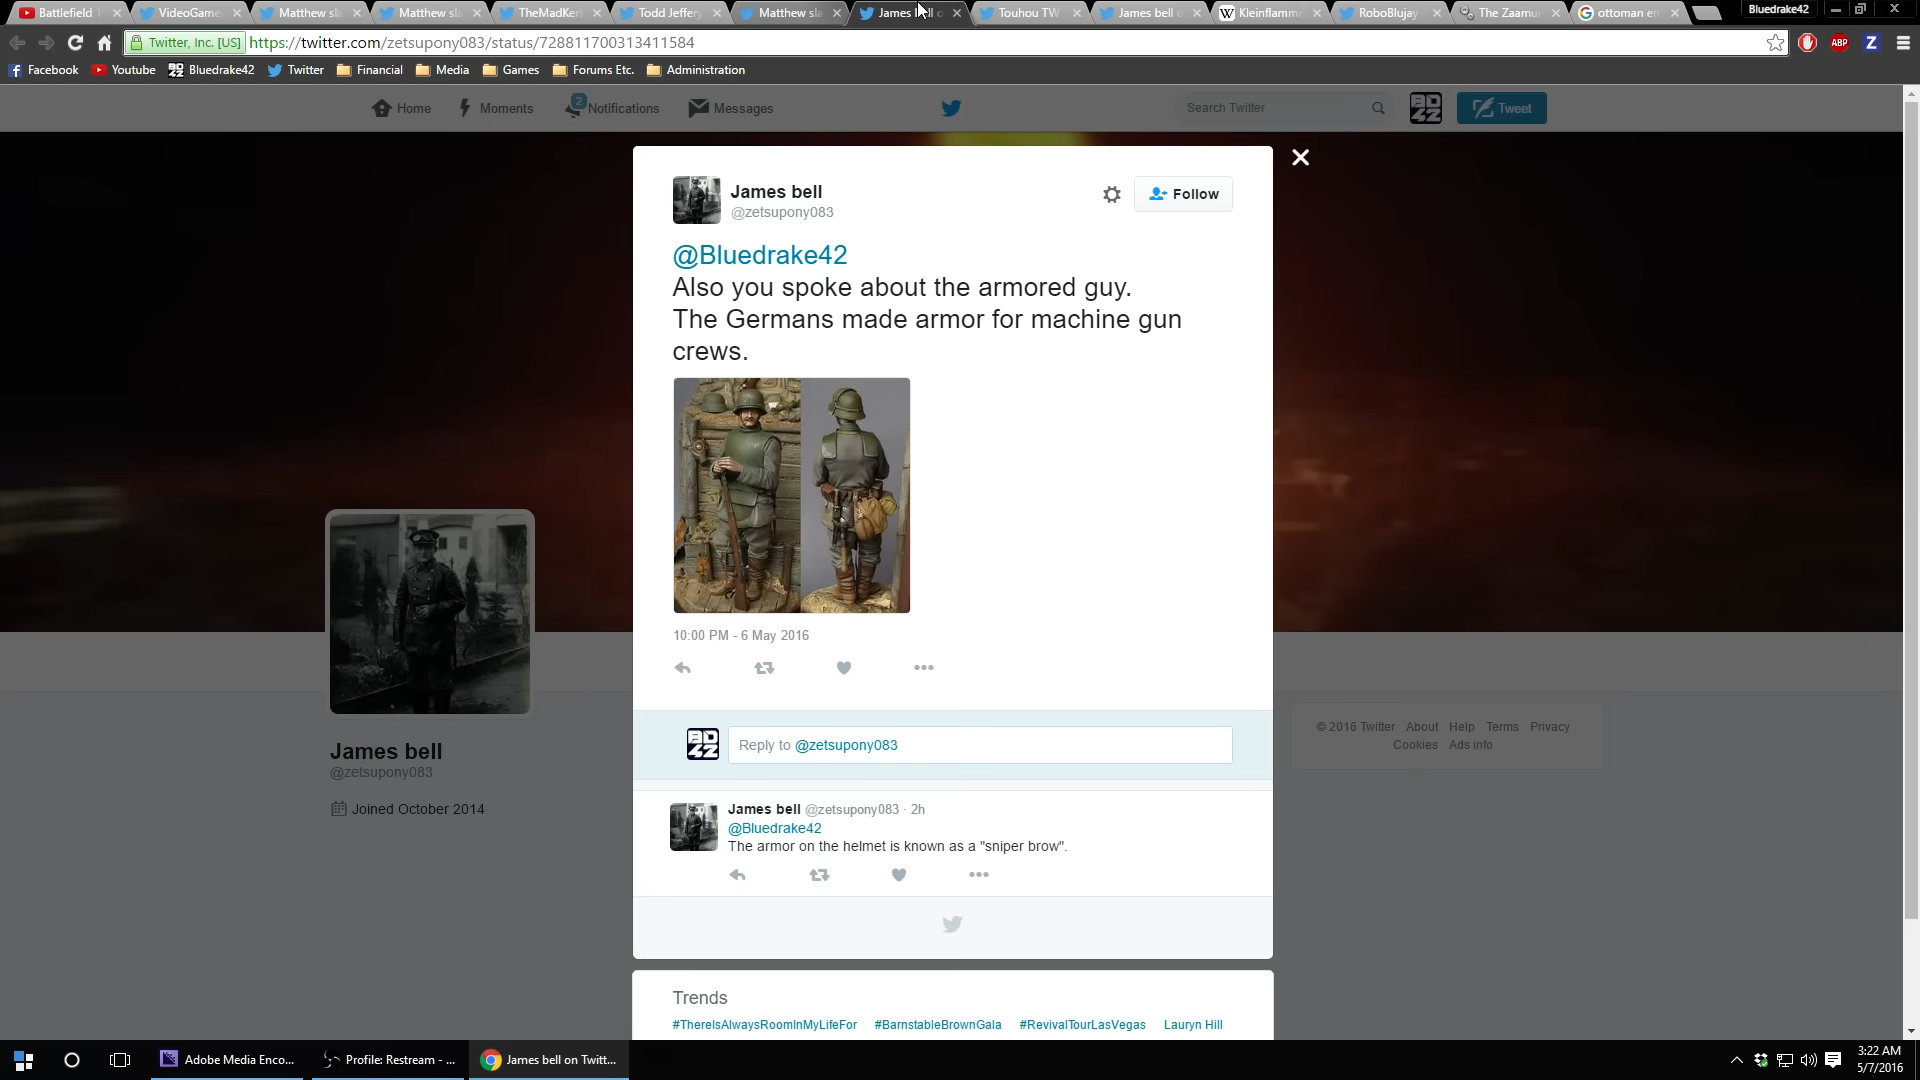 Battlefield
VideoGame
Matthew sla
Matthew sla
TheMadKer
Todd Jeffery
Matthew sla
James bell o
Touhou TW
James bell o
Kleinflamm
RoboBlujay
The Zaamur
ottoman em
Bluedrake42
Twitter, Inc. [US]
https://twitter.com/zetsupony083/status/728811700313411584
ABP
Z
Facebook
Youtube
Bluedrake42
Twitter
Financial
Media
Games
Forums Etc.
Administration
Home
Moments
2
Notifications
Messages
Search Twitter
BD42
Tweet
James bell
@zetsupony083
Follow
@Bluedrake42
Also you spoke about the armored guy.
The Germans made armor for machine gun
crews.
10:00 PM - 6 May 2016
Reply to @zetsupony083
James bell @zetsupony083 · 2h
@Bluedrake42
The armor on the helmet is known as a "sniper brow".
James bell
@zetsupony083
Joined October 2014
© 2016 Twitter About Help Terms Privacy
Cookies Ads info
Trends
#ThereIsAlwaysRoomInMyLifeFor #BarnstableBrownGala #RevivalTourLasVegas Lauryn Hill
Adobe Media Enco...
Profile: Restream - ...
James bell on Twitt...
3:22 AM
5/7/2016